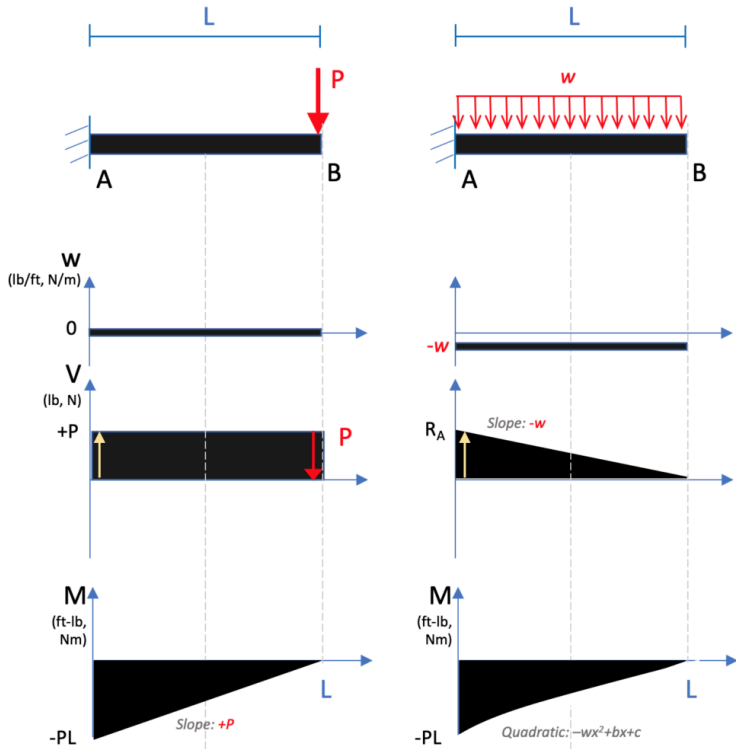 L
L
P
w
A
B
A
B
w
(lb/ft, N/m)
0
-w
V
(lb, N)
+P
P
R_A
Slope: -w
M
(ft-lb,
Nm)
M
(ft-lb,
Nm)
L
L
-PL
Slope: +P
-PL
Quadratic: –wx²+bx+c